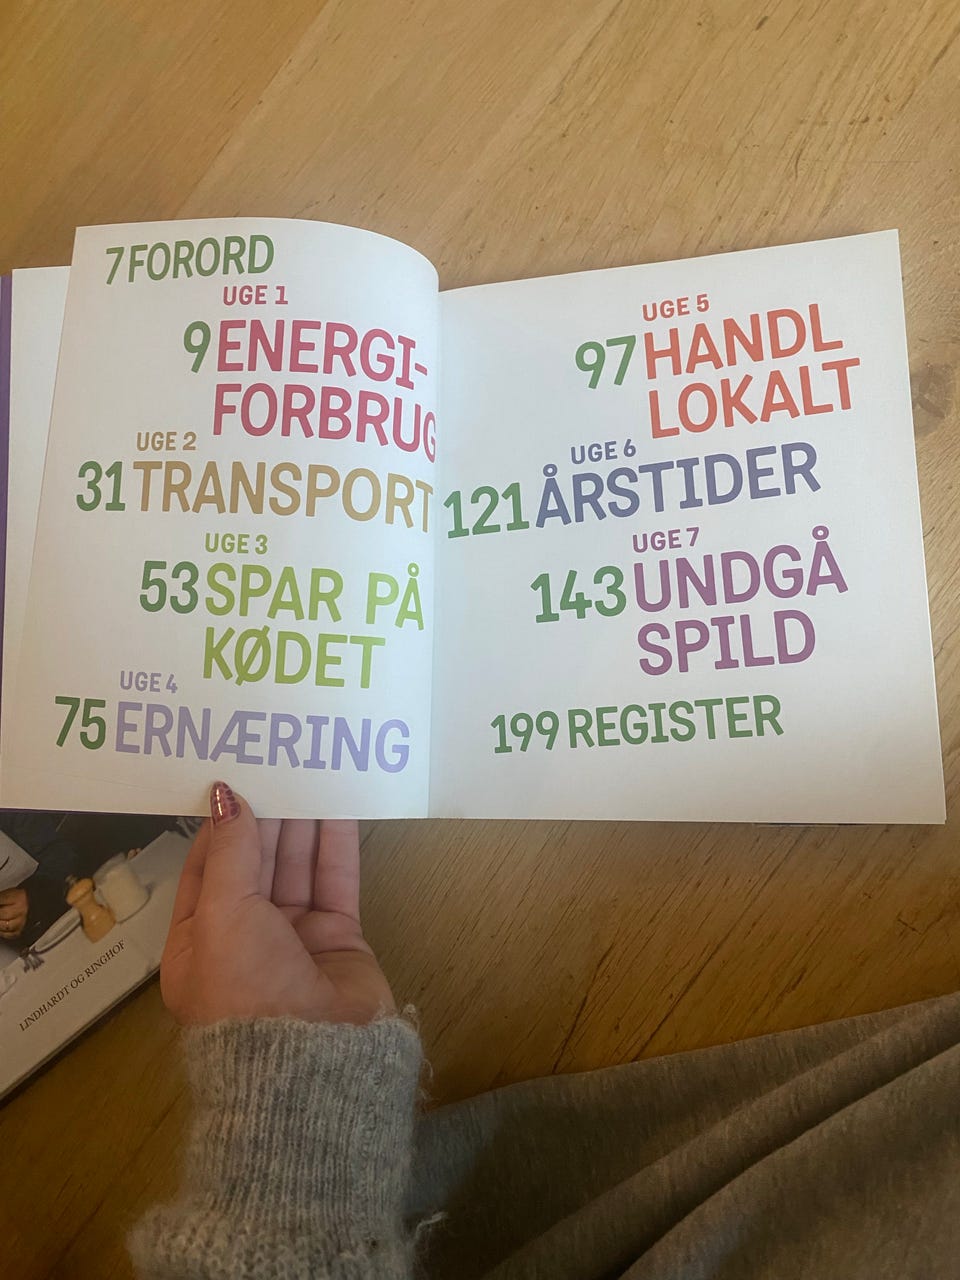 7 FORORD
UGE 1
9 ENERGI-
FORBRUG
UGE 2
31 TRANSPORT
UGE 3
53 SPAR PÅ
KØDET
UGE 4
75 ERNÆRING
UGE 5
97 HANDL
LOKALT
UGE 6
121 ÅRSTIDER
UGE 7
143 UNDGÅ
SPILD
199 REGISTER
LINDHARDT OG RINGHOF